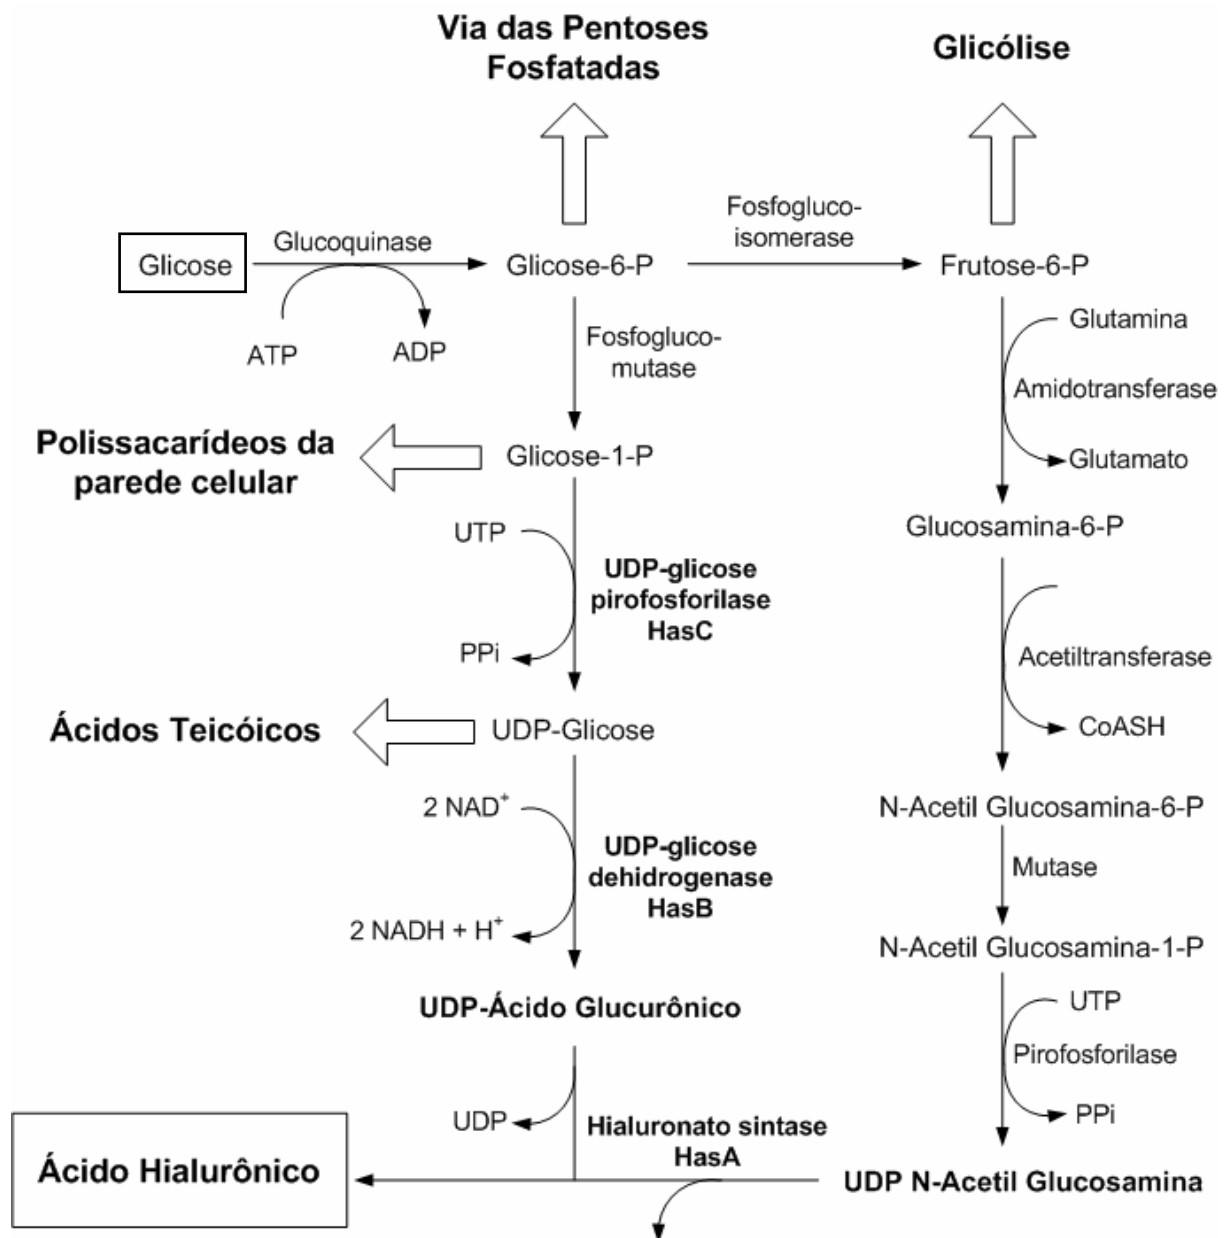 Via das Pentoses
Fosfatadas
Glicólise
Glicose
Glucoquinase
ATP
ADP
Glicose-6-P
Fosfogluco-
isomerase
Frutose-6-P
Fosfogluco-
mutase
Glutamina
Amidotransferase
Glutamato
Polissacarídeos da
parede celular
Glicose-1-P
Glucosamina-6-P
UTP
UDP-glicose
pirofosforilase
HasC
PPi
Acetiltransferase
CoASH
Ácidos Teicóicos
UDP-Glicose
N-Acetil Glucosamina-6-P
2 NAD⁺
UDP-glicose
dehidrogenase
HasB
2 NADH + H⁺
Mutase
N-Acetil Glucosamina-1-P
UDP-Ácido Glucurônico
UTP
Pirofosforilase
PPi
UDP
Hialuronato sintase
HasA
Ácido Hialurônico
UDP N-Acetil Glucosamina